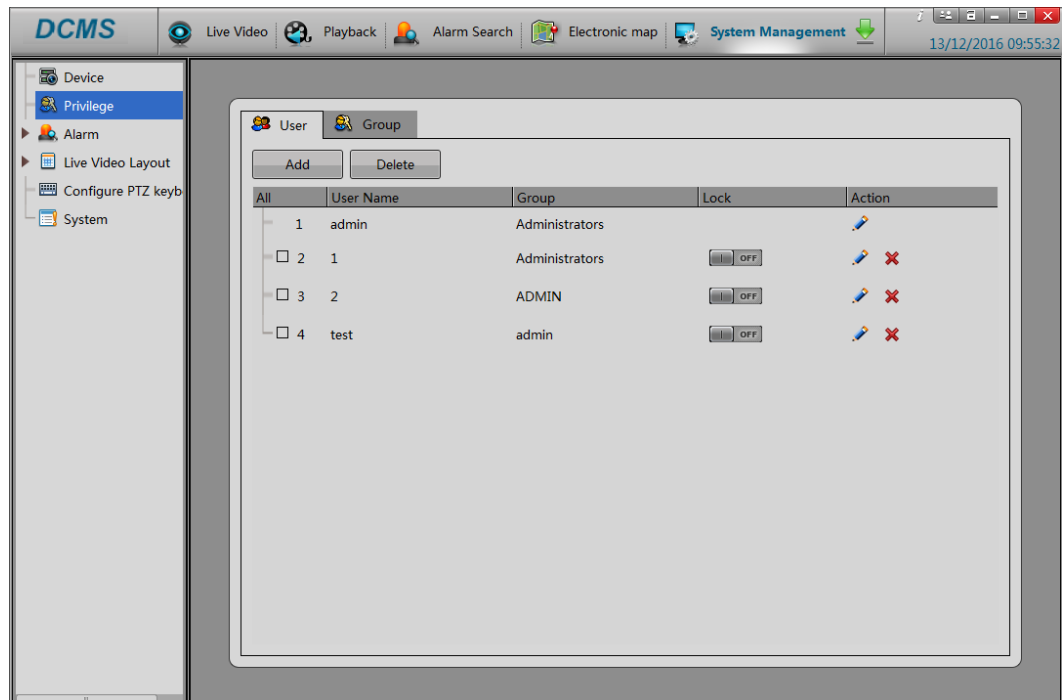 DCMS Live Video Playback Alarm Search Electronic map System Management
13/12/2016 09:55:32
Device
Privilege
Alarm
Live Video Layout
Configure PTZ keyb
System
User Group
Add Delete
All User Name Group Lock Action
1 admin Administrators
2 1 Administrators OFF
3 2 ADMIN OFF
4 test admin OFF